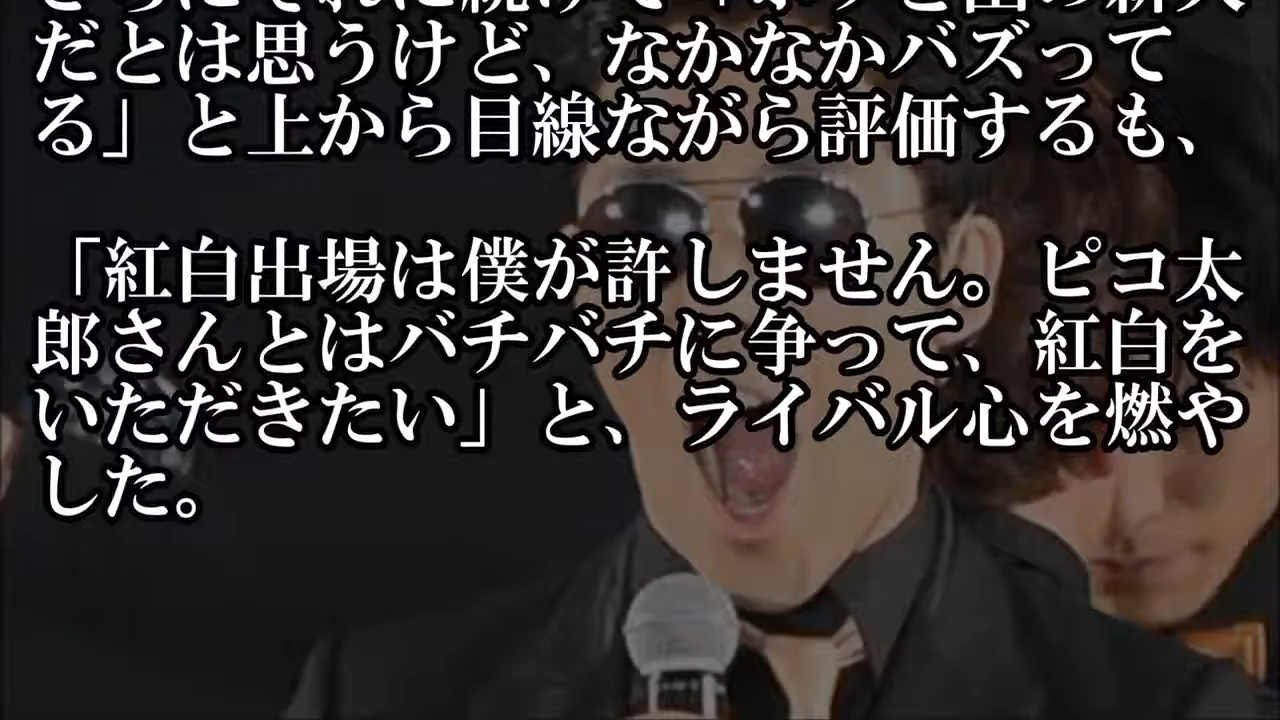 だとは思うけど、なかなかバズって
る」と上から目線ながら評価するも、
「紅白出場は僕が許しません。ピコ太
郎さんとはバチバチに争って、紅白を
いただきたい」と、ライバル心を燃や
した。